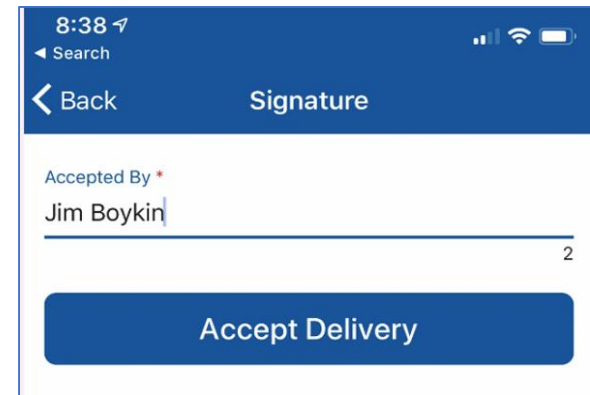 8:38
◄ Search
Back
Signature
Accepted By *
Jim Boykin
2
Accept Delivery